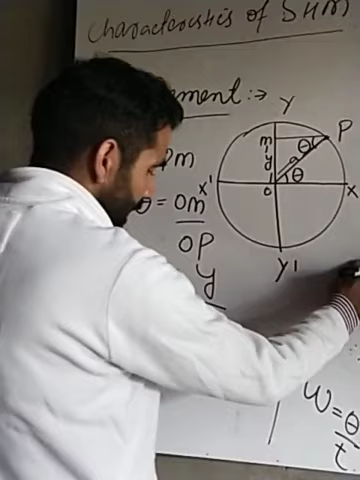 characteristics of SHM
ement :->
Y
P
m
θ
om
y
a
X'
o
θ
X
θ = om
OP
Y'
y
W = θ
t